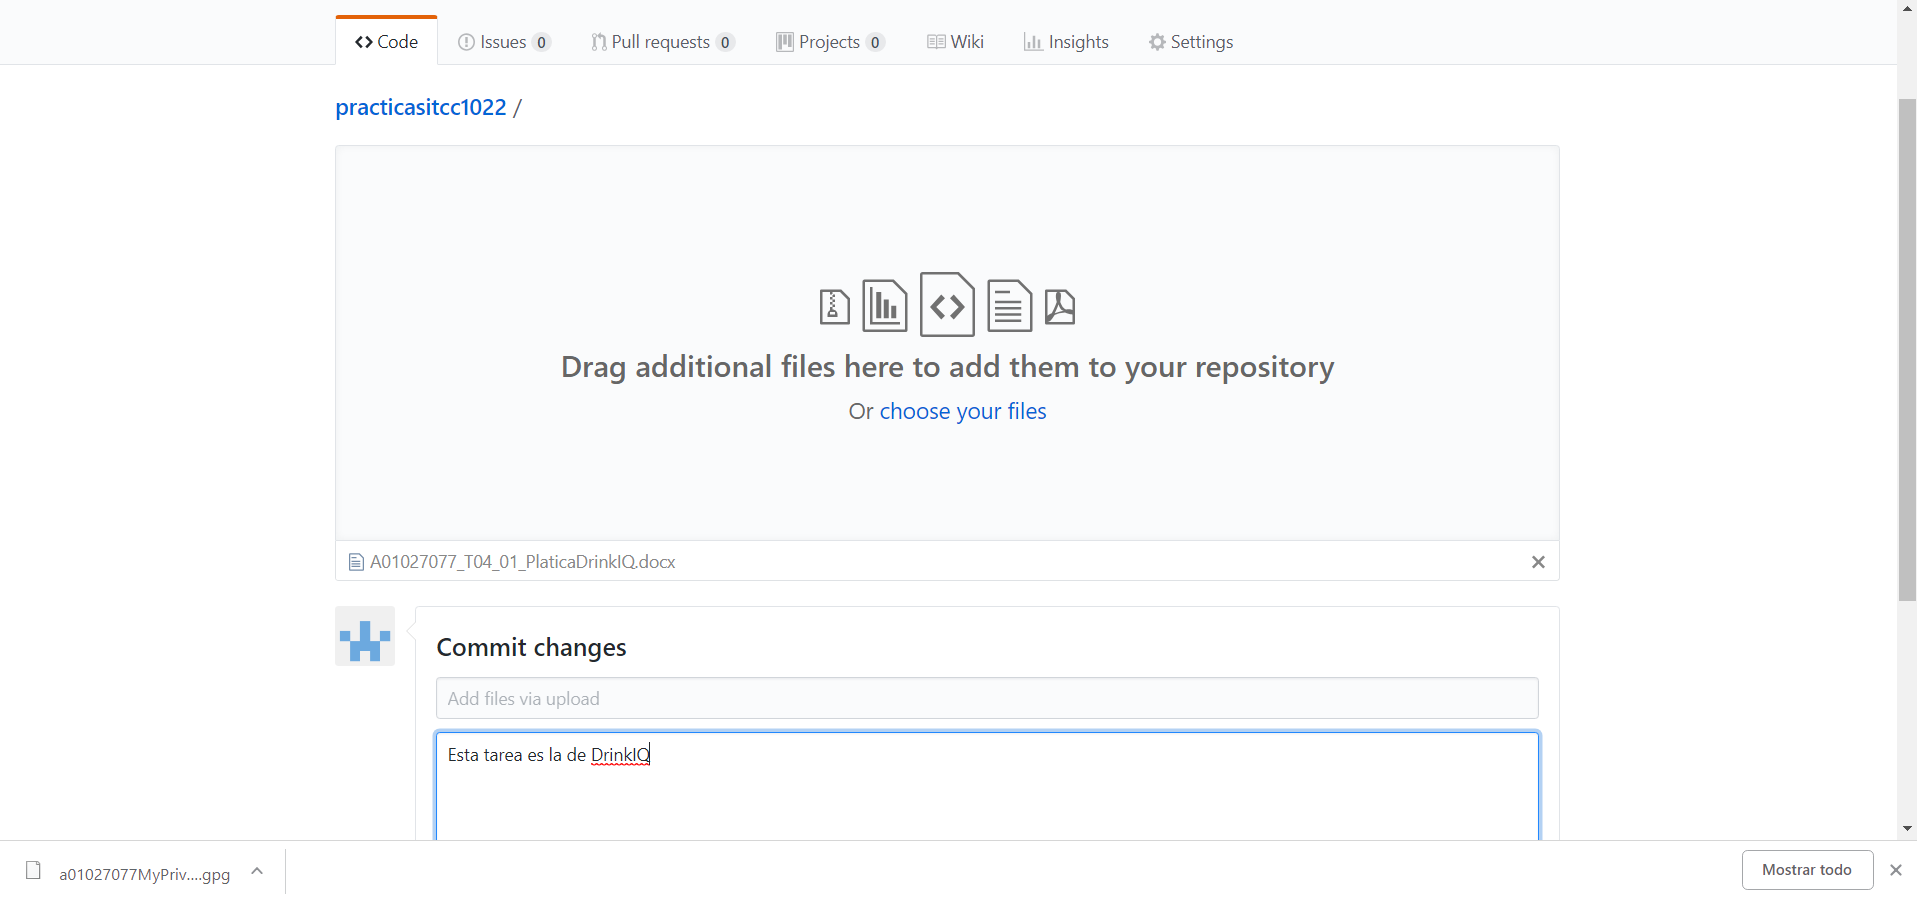 Code Issues 0 Pull requests 0 Projects 0 Wiki Insights Settings
practicasitcc1022 /
Drag additional files here to add them to your repository
Or choose your files
A01027077_T04_01_PlaticaDrinkIQ.docx
Commit changes
Add files via upload
Esta tarea es la de DrinkIQ
a01027077MyPriv....gpg
Mostrar todo